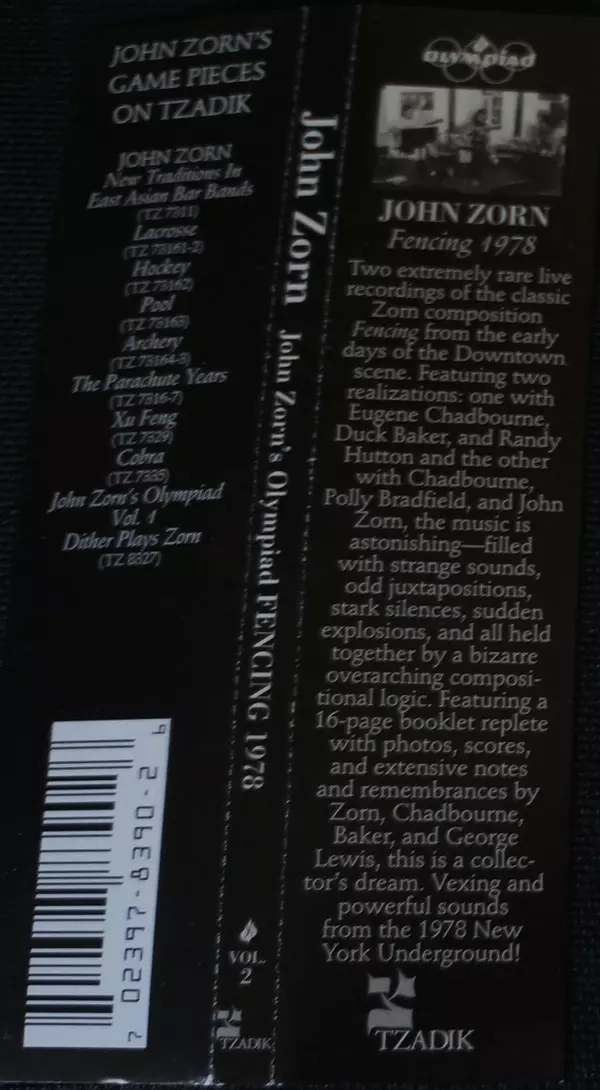 JOHN ZORN'S
GAME PIECES
ON TZADIK
JOHN ZORN
New Traditions In
East Asian Bar Bands
(TZ 7311)
Lacrosse
(TZ 73161-2)
Hockey
(TZ 73162)
Pool
(TZ 73163)
Archery
(TZ 73164-3)
The Parachute Years
(TZ 7316-7)
Xu Feng
(TZ 7329)
Cobra
(TZ 7335)
John Zorn's Olympiad
Vol. 1
Dither Plays Zorn
(TZ 8327)
7 02397-8390-2 6
John Zorn John Zorn's Olympiad FENCING 1978
VOL.
2
TZADIK
OLYMPIAD
JOHN ZORN
Fencing 1978
Two extremely rare live
recordings of the classic
Zorn composition
Fencing from the early
days of the Downtown
scene. Featuring two
realizations: one with
Eugene Chadbourne,
Duck Baker, and Randy
Hutton and the other
with Chadbourne,
Polly Bradfield, and John
Zorn, the music is
astonishing—filled
with strange sounds,
odd juxtapositions,
stark silences, sudden
explosions, and all held
together by a bizarre
overarching composi-
tional logic. Featuring a
16-page booklet replete
with photos, scores,
and extensive notes
and remembrances by
Zorn, Chadbourne,
Baker, and George
Lewis, this is a collec-
tor's dream. Vexing and
powerful sounds
from the 1978 New
York Underground!
TZADIK